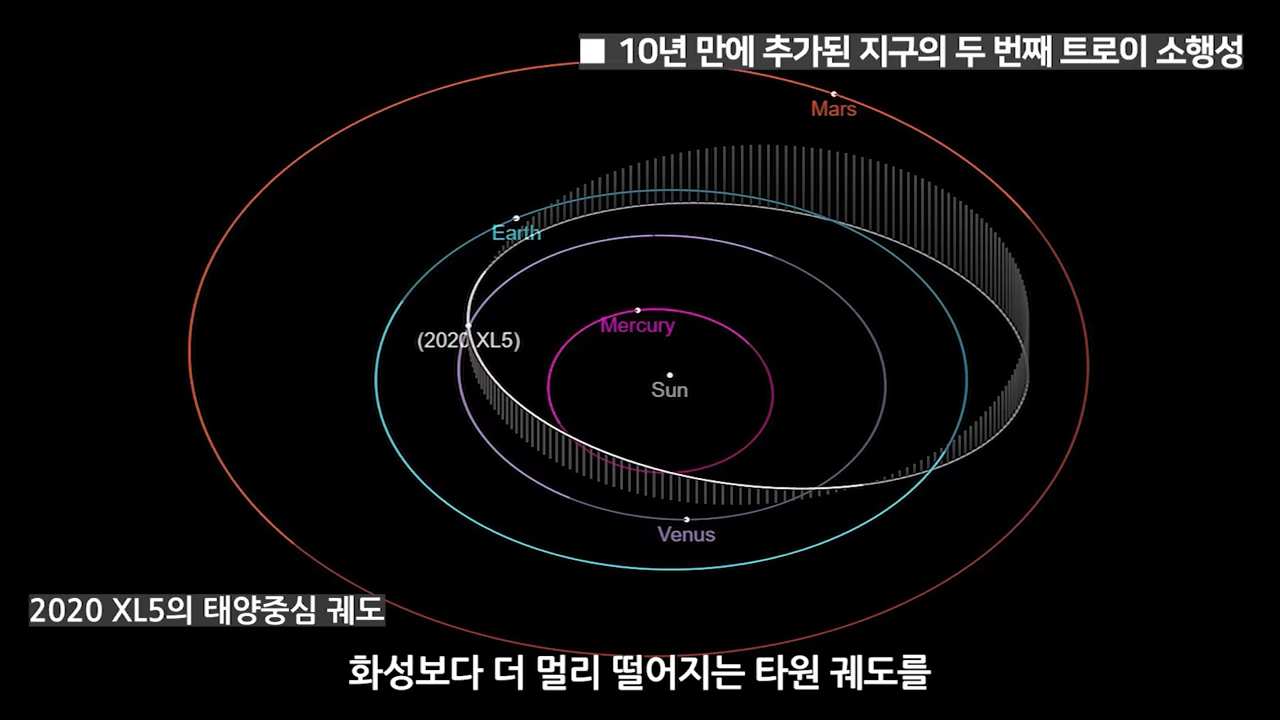 ■ 10년 만에 추가된 지구의 두 번째 트로이 소행성
Mars
Earth
Mercury
(2020 XL5)
Sun
Venus
2020 XL5의 태양중심 궤도
화성보다 더 멀리 떨어지는 타원 궤도를